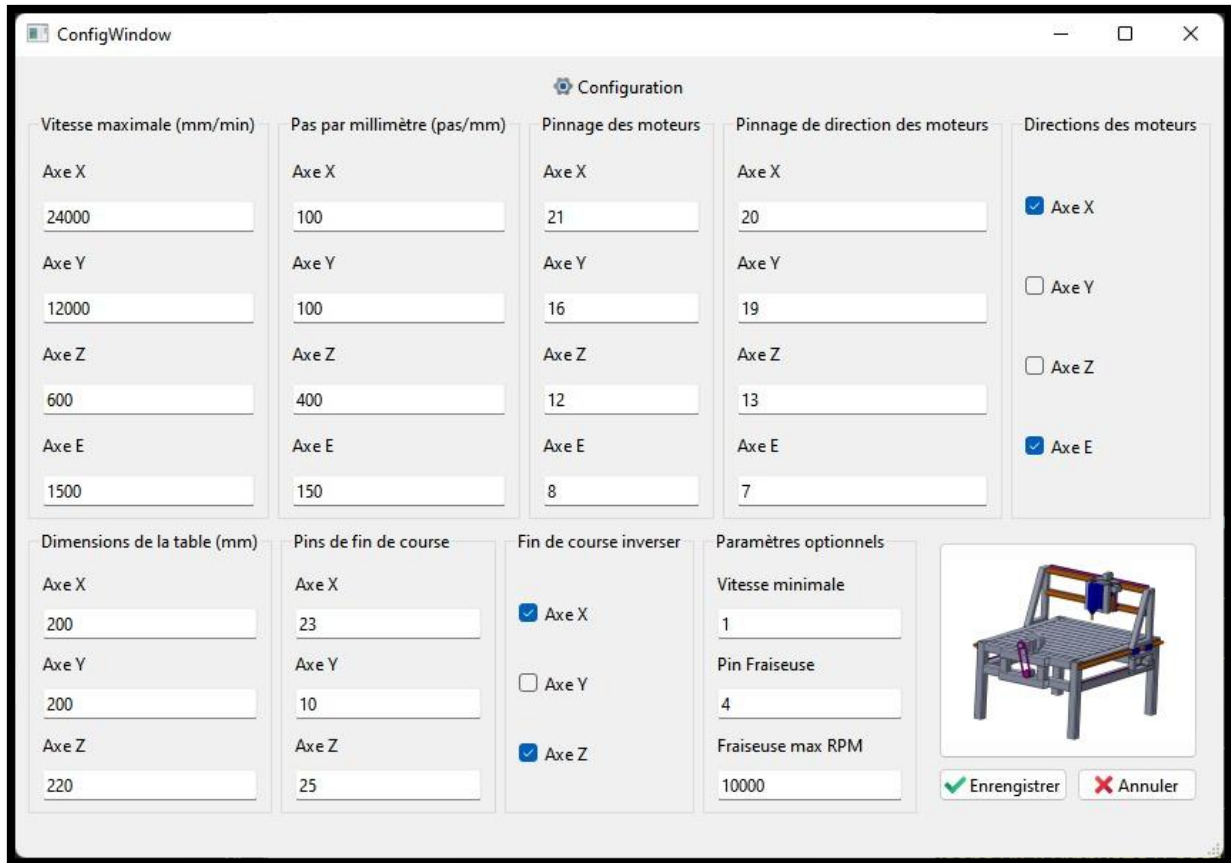 ConfigWindow
Configuration
Vitesse maximale (mm/min)
Axe X
24000
Axe Y
12000
Axe Z
600
Axe E
1500
Pas par millimètre (pas/mm)
Axe X
100
Axe Y
100
Axe Z
400
Axe E
150
Pinnage des moteurs
Axe X
21
Axe Y
16
Axe Z
12
Axe E
8
Pinnage de direction des moteurs
Axe X
20
Axe Y
19
Axe Z
13
Axe E
7
Directions des moteurs
Axe X
Axe Y
Axe Z
Axe E
Dimensions de la table (mm)
Axe X
200
Axe Y
200
Axe Z
220
Pins de fin de course
Axe X
23
Axe Y
10
Axe Z
25
Fin de course inverser
Axe X
Axe Y
Axe Z
Paramètres optionnels
Vitesse minimale
1
Pin Fraiseuse
4
Fraiseuse max RPM
10000
Enrengistrer
Annuler